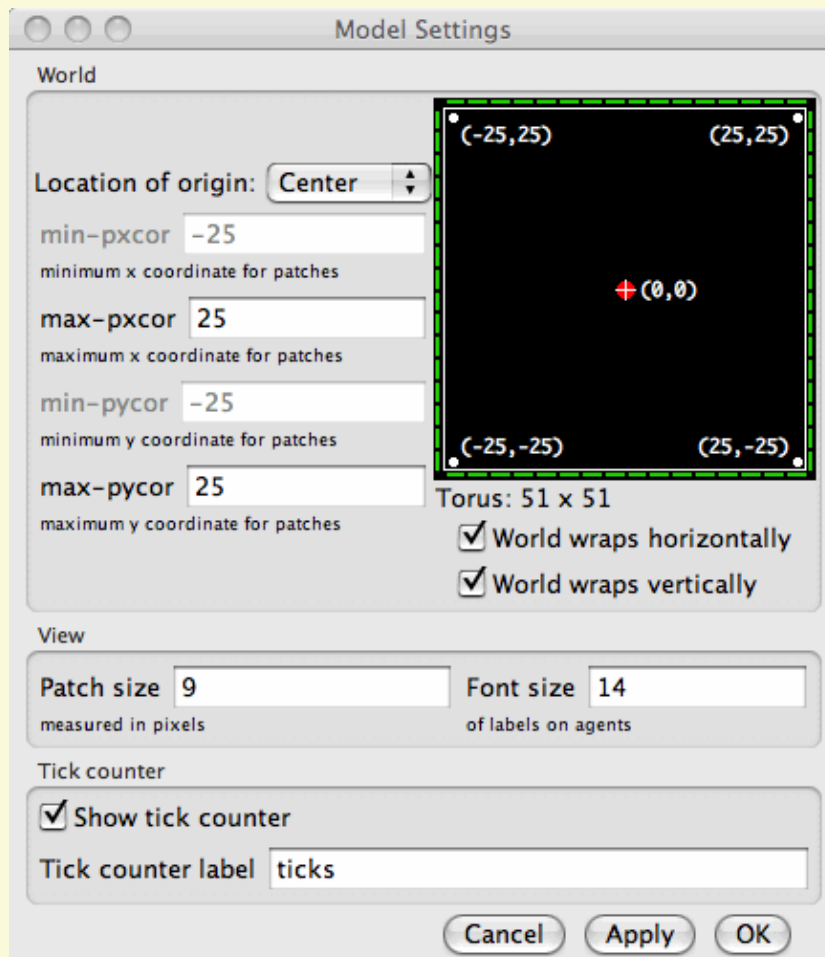 Model Settings
World
Location of origin: Center
min-pxcor -25
minimum x coordinate for patches
max-pxcor 25
maximum x coordinate for patches
min-pycor -25
minimum y coordinate for patches
max-pycor 25
maximum y coordinate for patches
(-25,25) (25,25)
(0,0)
(-25,-25) (25,-25)
Torus: 51 x 51
World wraps horizontally
World wraps vertically
View
Patch size 9
measured in pixels
Font size 14
of labels on agents
Tick counter
Show tick counter
Tick counter label ticks
Cancel Apply OK